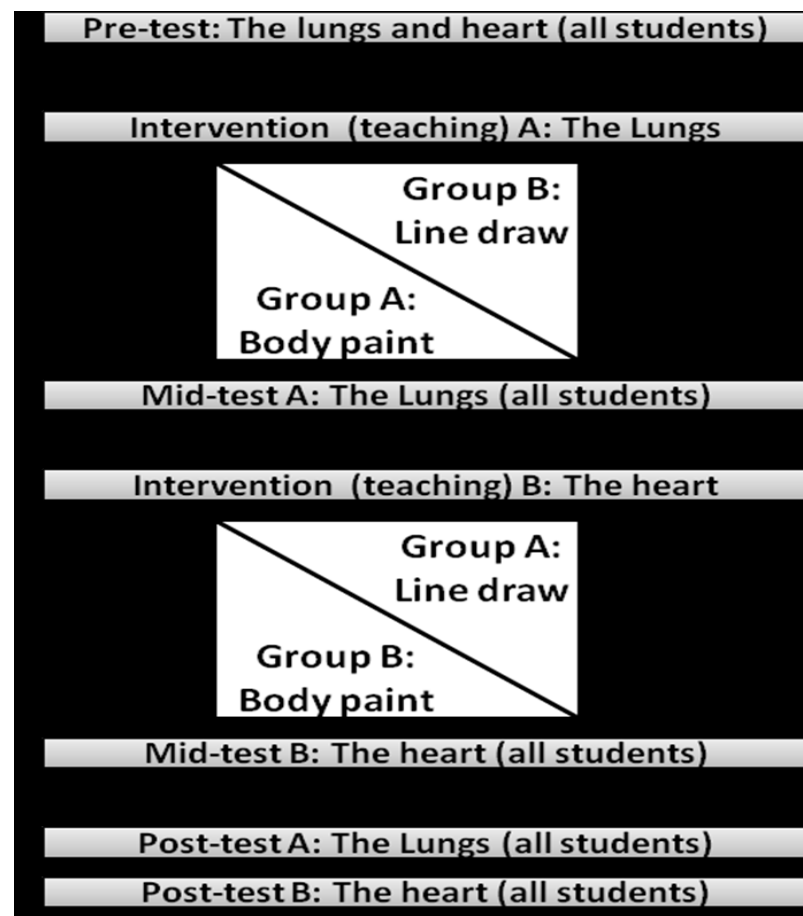 Pre-test: The lungs and heart (all students)
Intervention (teaching) A: The Lungs
Group B:
Line draw
Group A:
Body paint
Mid-test A: The Lungs (all students)
Intervention (teaching) B: The heart
Group A:
Line draw
Group B:
Body paint
Mid-test B: The heart (all students)
Post-test A: The Lungs (all students)
Post-test B: The heart (all students)